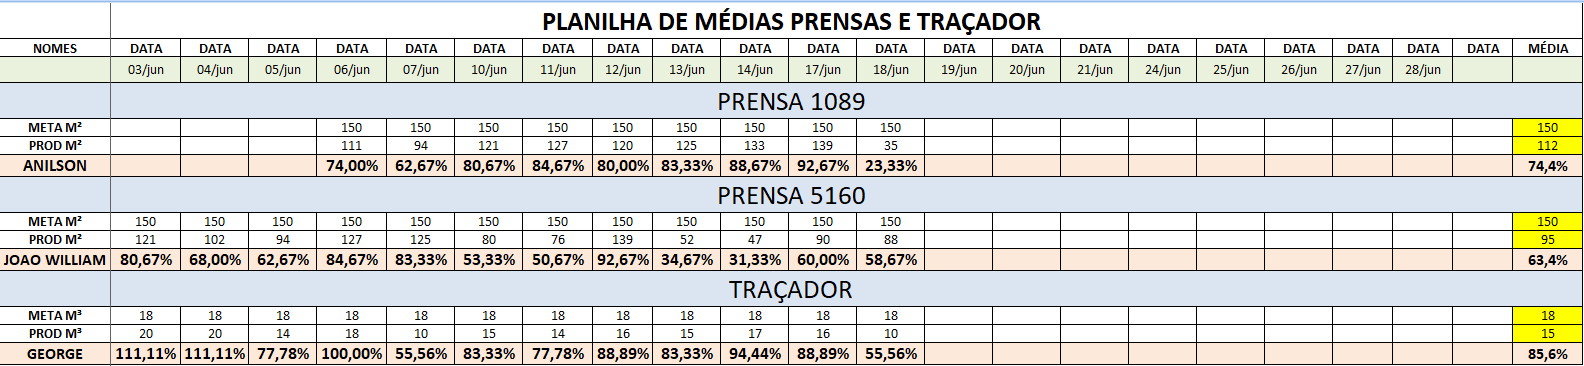 PLANILHA DE MÉDIAS PRENSAS E TRAÇADOR
NOMES DATA DATA DATA DATA DATA DATA DATA DATA DATA DATA DATA DATA DATA DATA DATA DATA DATA DATA DATA DATA DATA MÉDIA
03/jun 04/jun 05/jun 06/jun 07/jun 10/jun 11/jun 12/jun 13/jun 14/jun 17/jun 18/jun 19/jun 20/jun 21/jun 24/jun 25/jun 26/jun 27/jun 28/jun
PRENSA 1089
META M² 150 150 150 150 150 150 150 150 150 150
PROD M² 111 94 121 127 120 125 133 139 35 112
ANILSON 74,00% 62,67% 80,67% 84,67% 80,00% 83,33% 88,67% 92,67% 23,33% 74,4%
PRENSA 5160
META M² 150 150 150 150 150 150 150 150 150 150 150 150 150
PROD M² 121 102 94 127 125 80 76 139 52 47 90 88 95
JOAO WILLIAM 80,67% 68,00% 62,67% 84,67% 83,33% 53,33% 50,67% 92,67% 34,67% 31,33% 60,00% 58,67% 63,4%
TRAÇADOR
META M³ 18 18 18 18 18 18 18 18 18 18 18 18 18
PROD M³ 20 20 14 18 10 15 14 16 15 17 16 10 15
GEORGE 111,11% 111,11% 77,78% 100,00% 55,56% 83,33% 77,78% 88,89% 83,33% 94,44% 88,89% 55,56% 85,6%